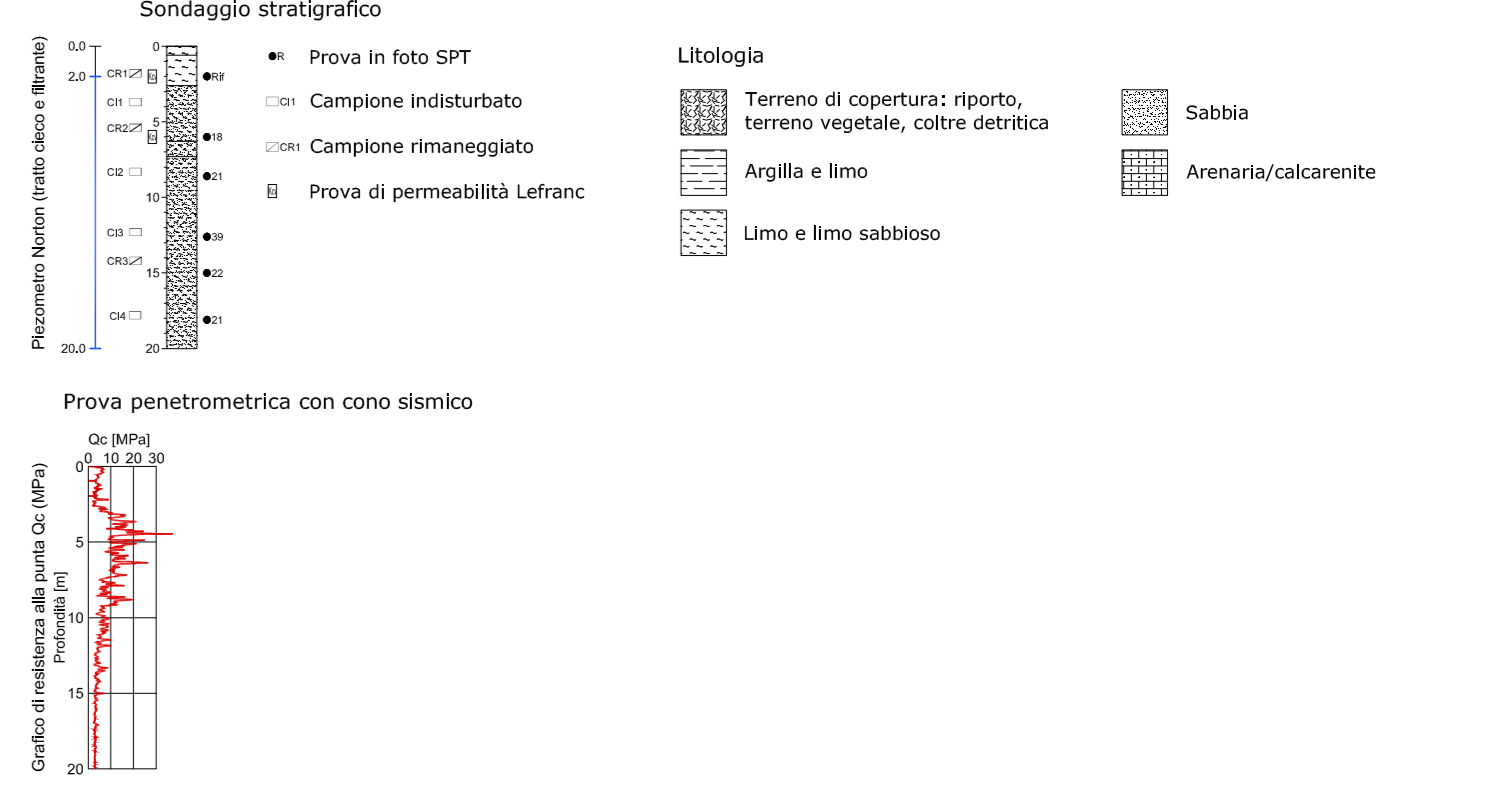 Sondaggio stratigrafico
Piezometro Norton (tratto cieco e filtrante)
0.0
2.0
20.0
CR1
CI1
CR2
CI2
CI3
CR3
CI4
0
5
10
15
20
Rif
18
21
39
22
21
R Prova in foto SPT
CI1 Campione indisturbato
CR1 Campione rimaneggiato
Prova di permeabilità Lefranc
Litologia
Terreno di copertura: riporto,
terreno vegetale, coltre detritica
Argilla e limo
Limo e limo sabbioso
Sabbia
Arenaria/calcarenite
Prova penetrometrica con cono sismico
Grafico di resistenza alla punta Qc (MPa)
Profondità [m]
Qc [MPa]
0 10 20 30
0
5
10
15
20